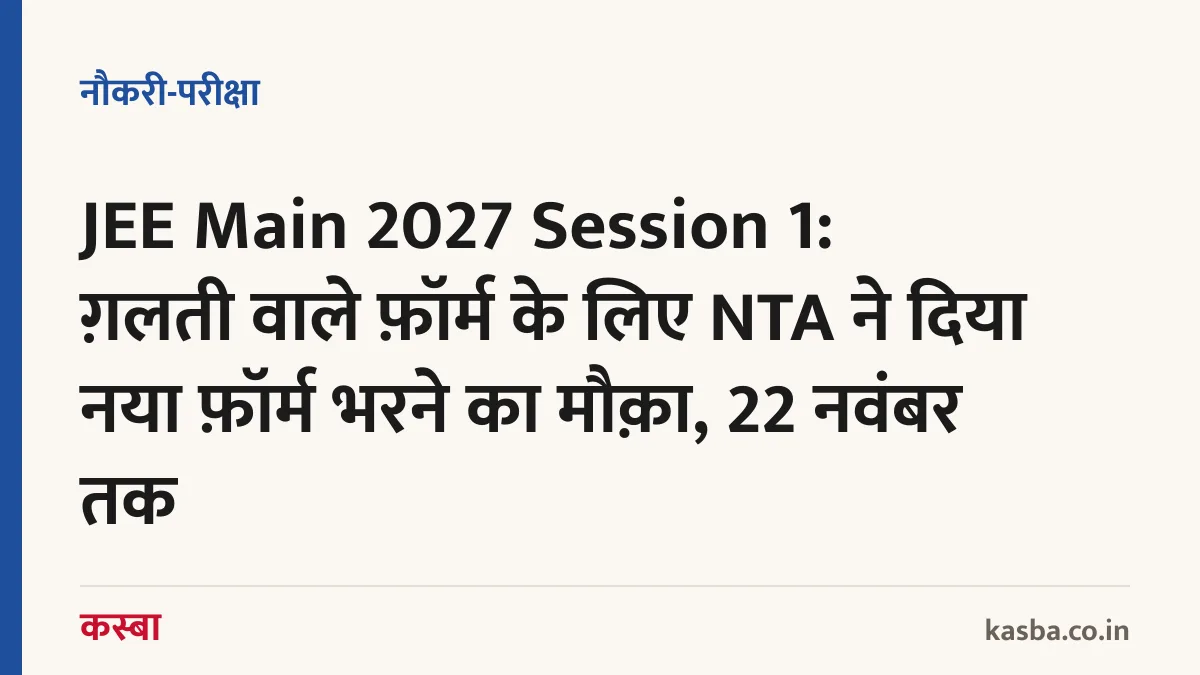 नौकरी-परीक्षा
JEE Main 2027 Session 1:
ग़लती वाले फ़ॉर्म के लिए NTA ने दिया
नया फ़ॉर्म भरने का मौक़ा, 22 नवंबर
तक
कस्बा
kasba.co.in